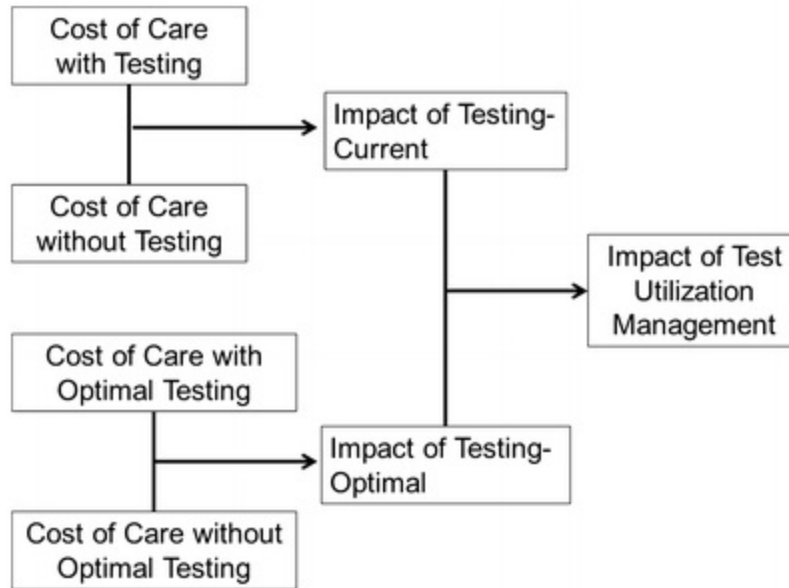 Cost of Care
with Testing
Impact of Testing-
Current
Cost of Care
without Testing
Impact of Test
Utilization
Management
Cost of Care with
Optimal Testing
Impact of Testing-
Optimal
Cost of Care without
Optimal Testing